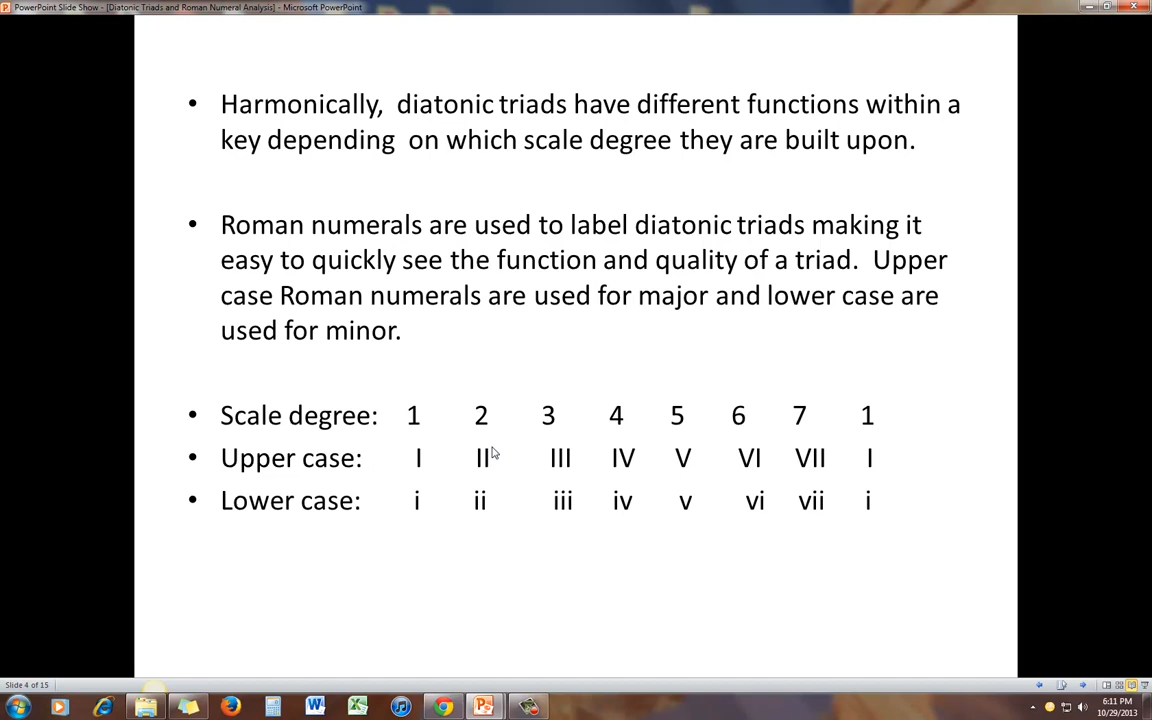 PowerPoint Slide Show - [Diatonic Triads and Roman Numeral Analysis] - Microsoft PowerPoint
• Harmonically, diatonic triads have different functions within a
key depending on which scale degree they are built upon.
• Roman numerals are used to label diatonic triads making it
easy to quickly see the function and quality of a triad. Upper
case Roman numerals are used for major and lower case are
used for minor.
• Scale degree: 1 2 3 4 5 6 7 1
• Upper case: I II III IV V VI VII I
• Lower case: i ii iii iv v vi vii i
Slide 4 of 15
6:11 PM
10/29/2013